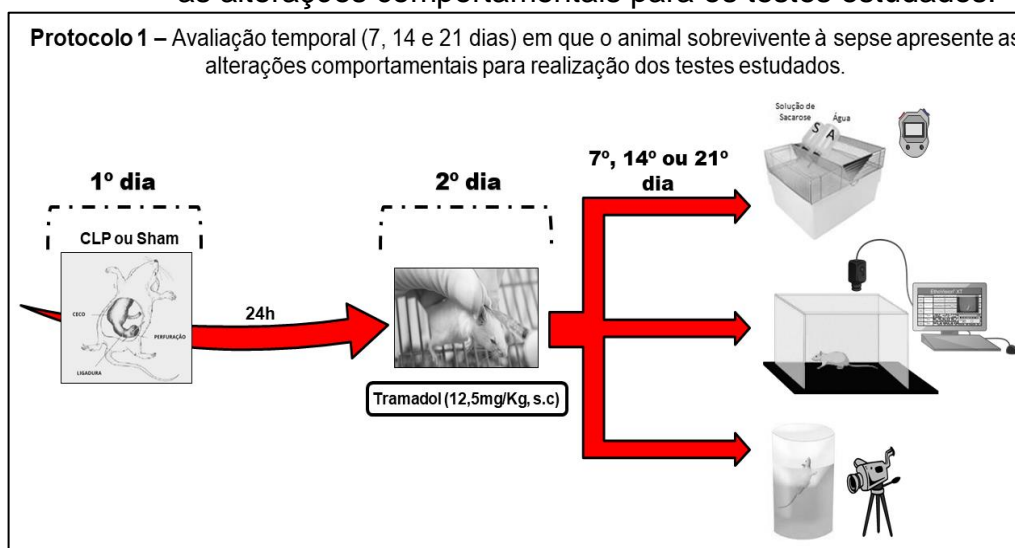 as alterações comportamentais para os testes estudados.
Protocolo 1 – Avaliação temporal (7, 14 e 21 dias) em que o animal sobrevivente à sepse apresente as
alterações comportamentais para realização dos testes estudados.
Solução de
Sacarose
Água
S A
1º dia
2º dia
7º, 14º ou 21º
dia
CLP ou Sham
CECO
PERFURAÇÃO
LIGADURA
24h
Tramadol (12,5mg/Kg, s.c)